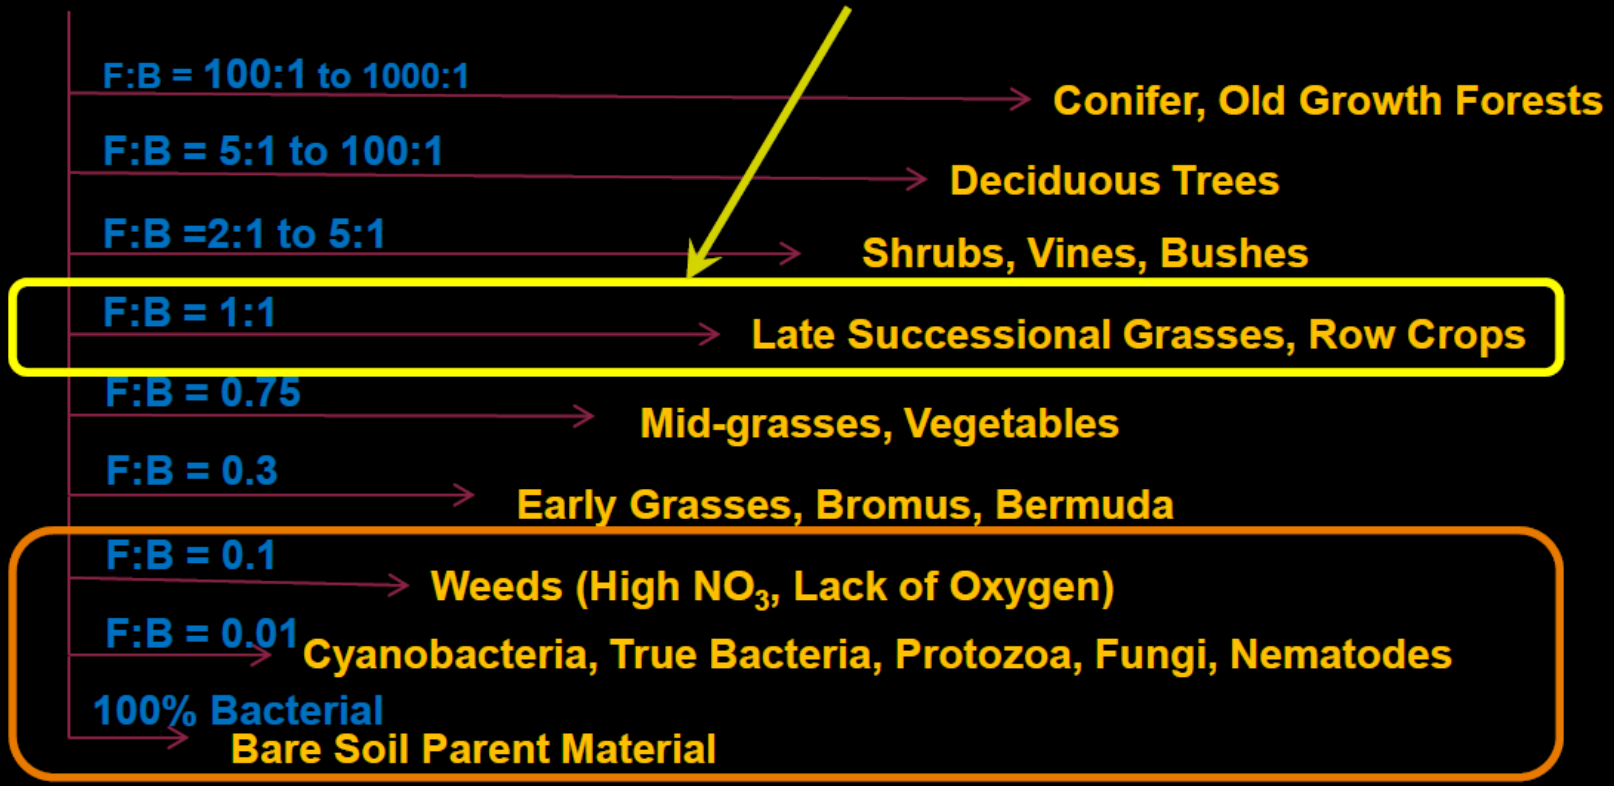 F:B = 100:1 to 1000:1
Conifer, Old Growth Forests
F:B = 5:1 to 100:1
Deciduous Trees
F:B =2:1 to 5:1
Shrubs, Vines, Bushes
F:B = 1:1
Late Successional Grasses, Row Crops
F:B = 0.75
Mid-grasses, Vegetables
F:B = 0.3
Early Grasses, Bromus, Bermuda
F:B = 0.1
Weeds (High NO₃, Lack of Oxygen)
F:B = 0.01
Cyanobacteria, True Bacteria, Protozoa, Fungi, Nematodes
100% Bacterial
Bare Soil Parent Material